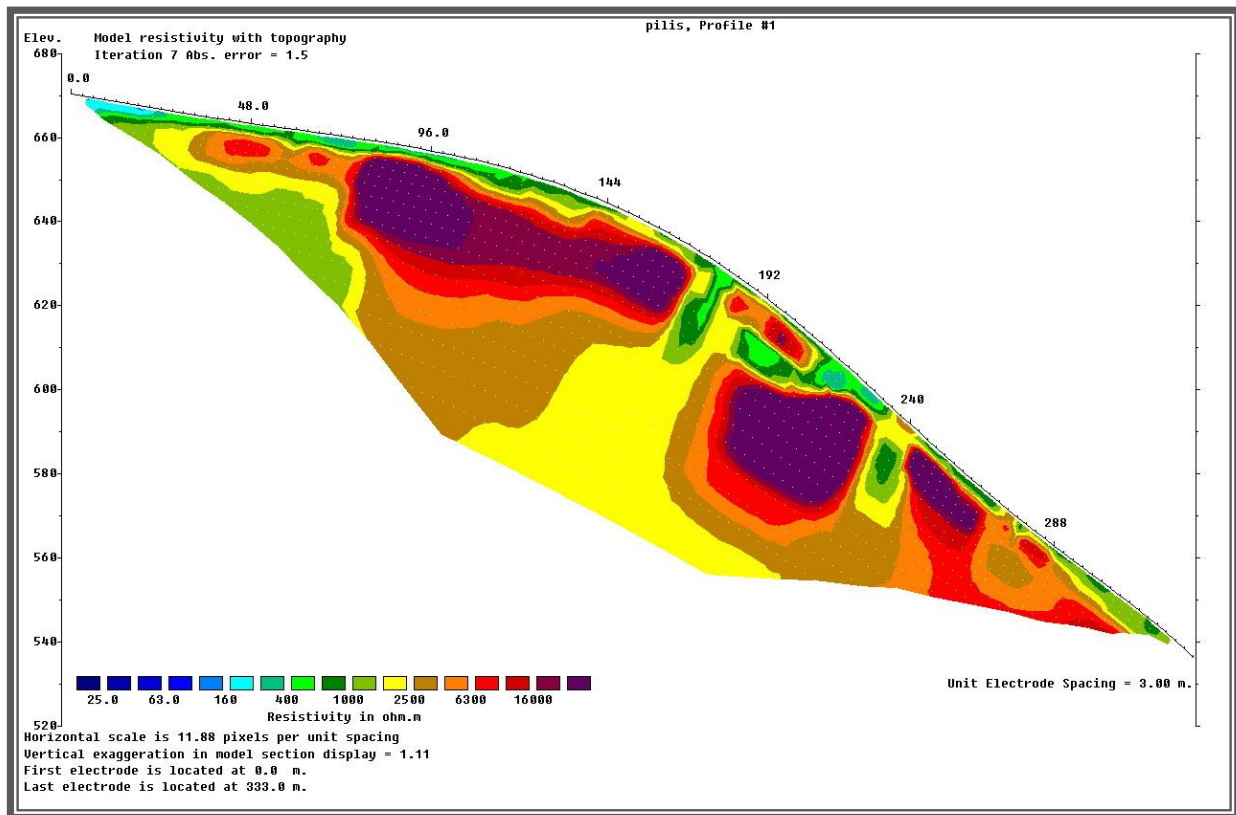 pilis, Profile #1
Elev. Model resistivity with topography
Iteration 7 Abs. error = 1.5
680
0.0
48.0
660
96.0
144
640
192
620
600
240
580
288
560
540
25.0 63.0 160 400 1000 2500 6300 16000
Unit Electrode Spacing = 3.00 m.
Resistivity in ohm.m
520
Horizontal scale is 11.88 pixels per unit spacing
Vertical exaggeration in model section display = 1.11
First electrode is located at 0.0 m.
Last electrode is located at 333.0 m.